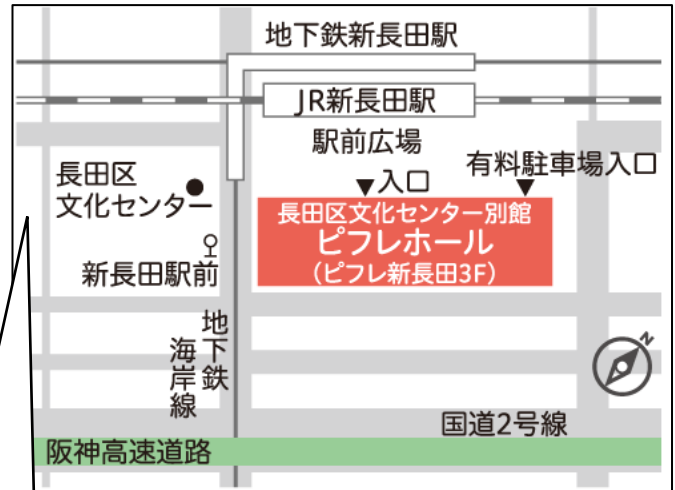 地下鉄新長田駅
JR新長田駅
駅前広場
有料駐車場入口
▼
▼入口
長田区
文化センター
長田区文化センター別館
ピフレホール
（ピフレ新長田3F）
新長田駅前
地下鉄
海岸線
N
国道2号線
阪神高速道路